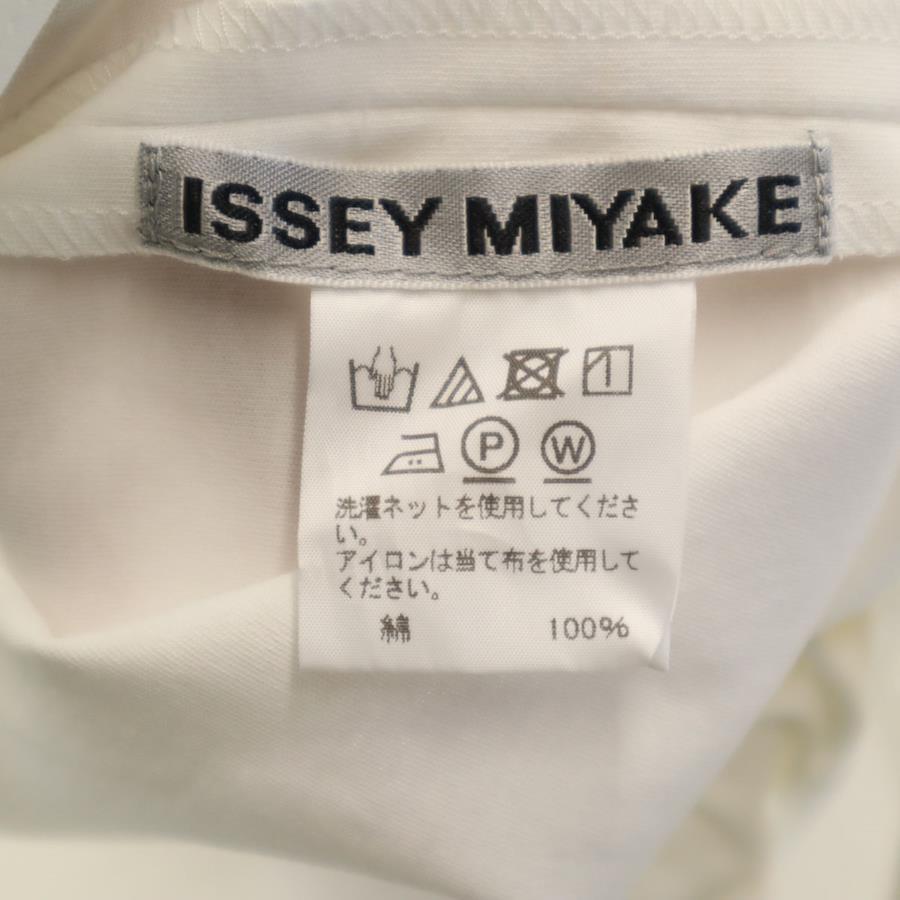 ISSEY MIYAKE
P W
洗濯ネットを使用してくださ
い。
アイロンは当て布を使用して
ください。
綿 100%